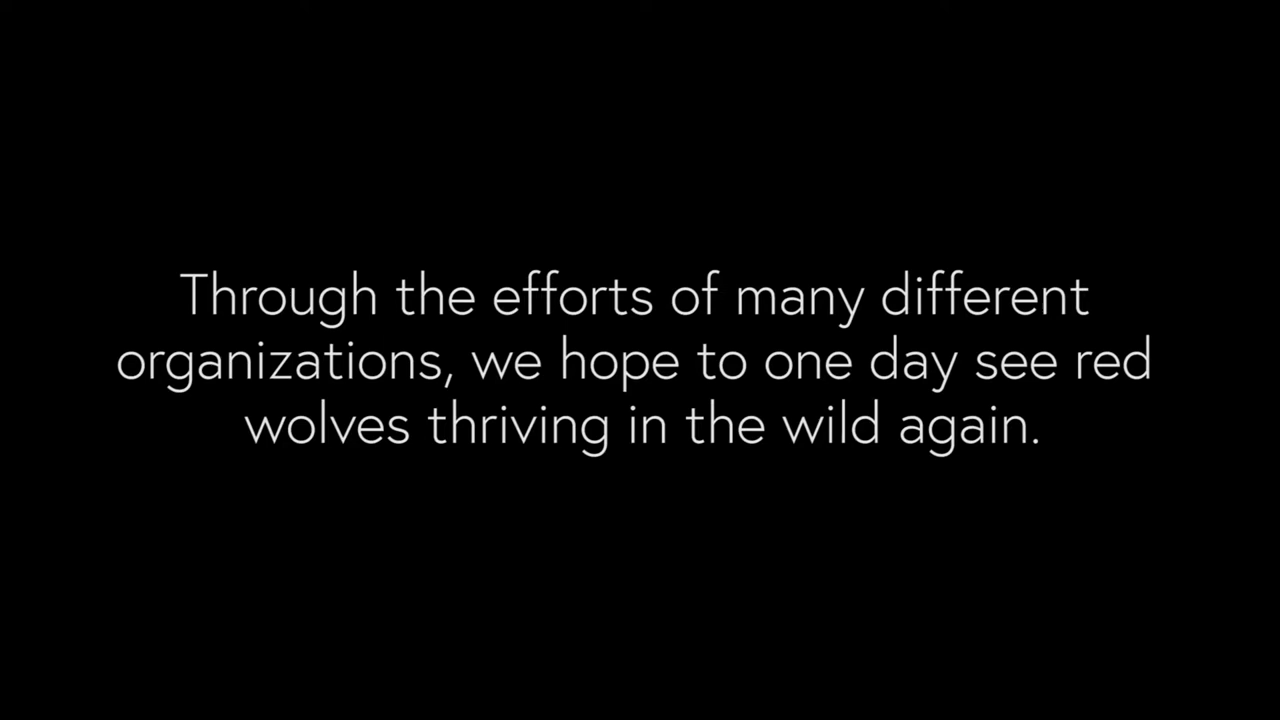 Through the efforts of many different
organizations, we hope to one day see red
wolves thriving in the wild again.